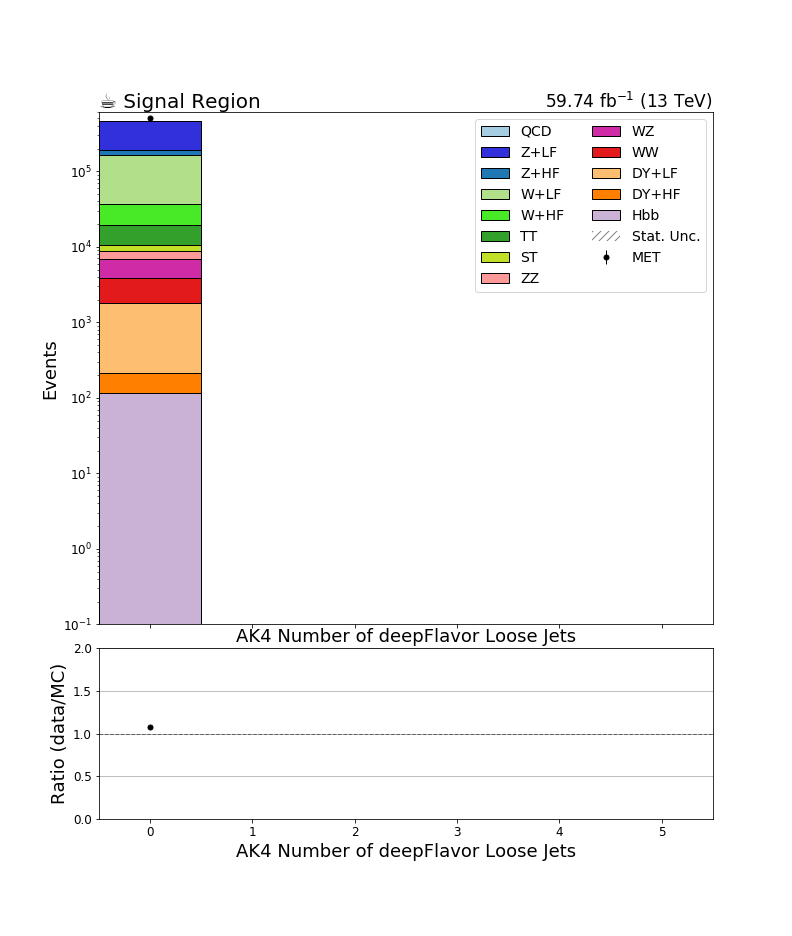 ☕ Signal Region
59.74 fb⁻¹ (13 TeV)
QCD
Z+LF
Z+HF
W+LF
W+HF
TT
ST
ZZ
WZ
WW
DY+LF
DY+HF
Hbb
Stat. Unc.
MET
Events
10⁵
10⁴
10³
10²
10¹
10⁰
10⁻¹
AK4 Number of deepFlavor Loose Jets
Ratio (data/MC)
2.0
1.5
1.0
0.5
0.0
0 1 2 3 4 5
AK4 Number of deepFlavor Loose Jets